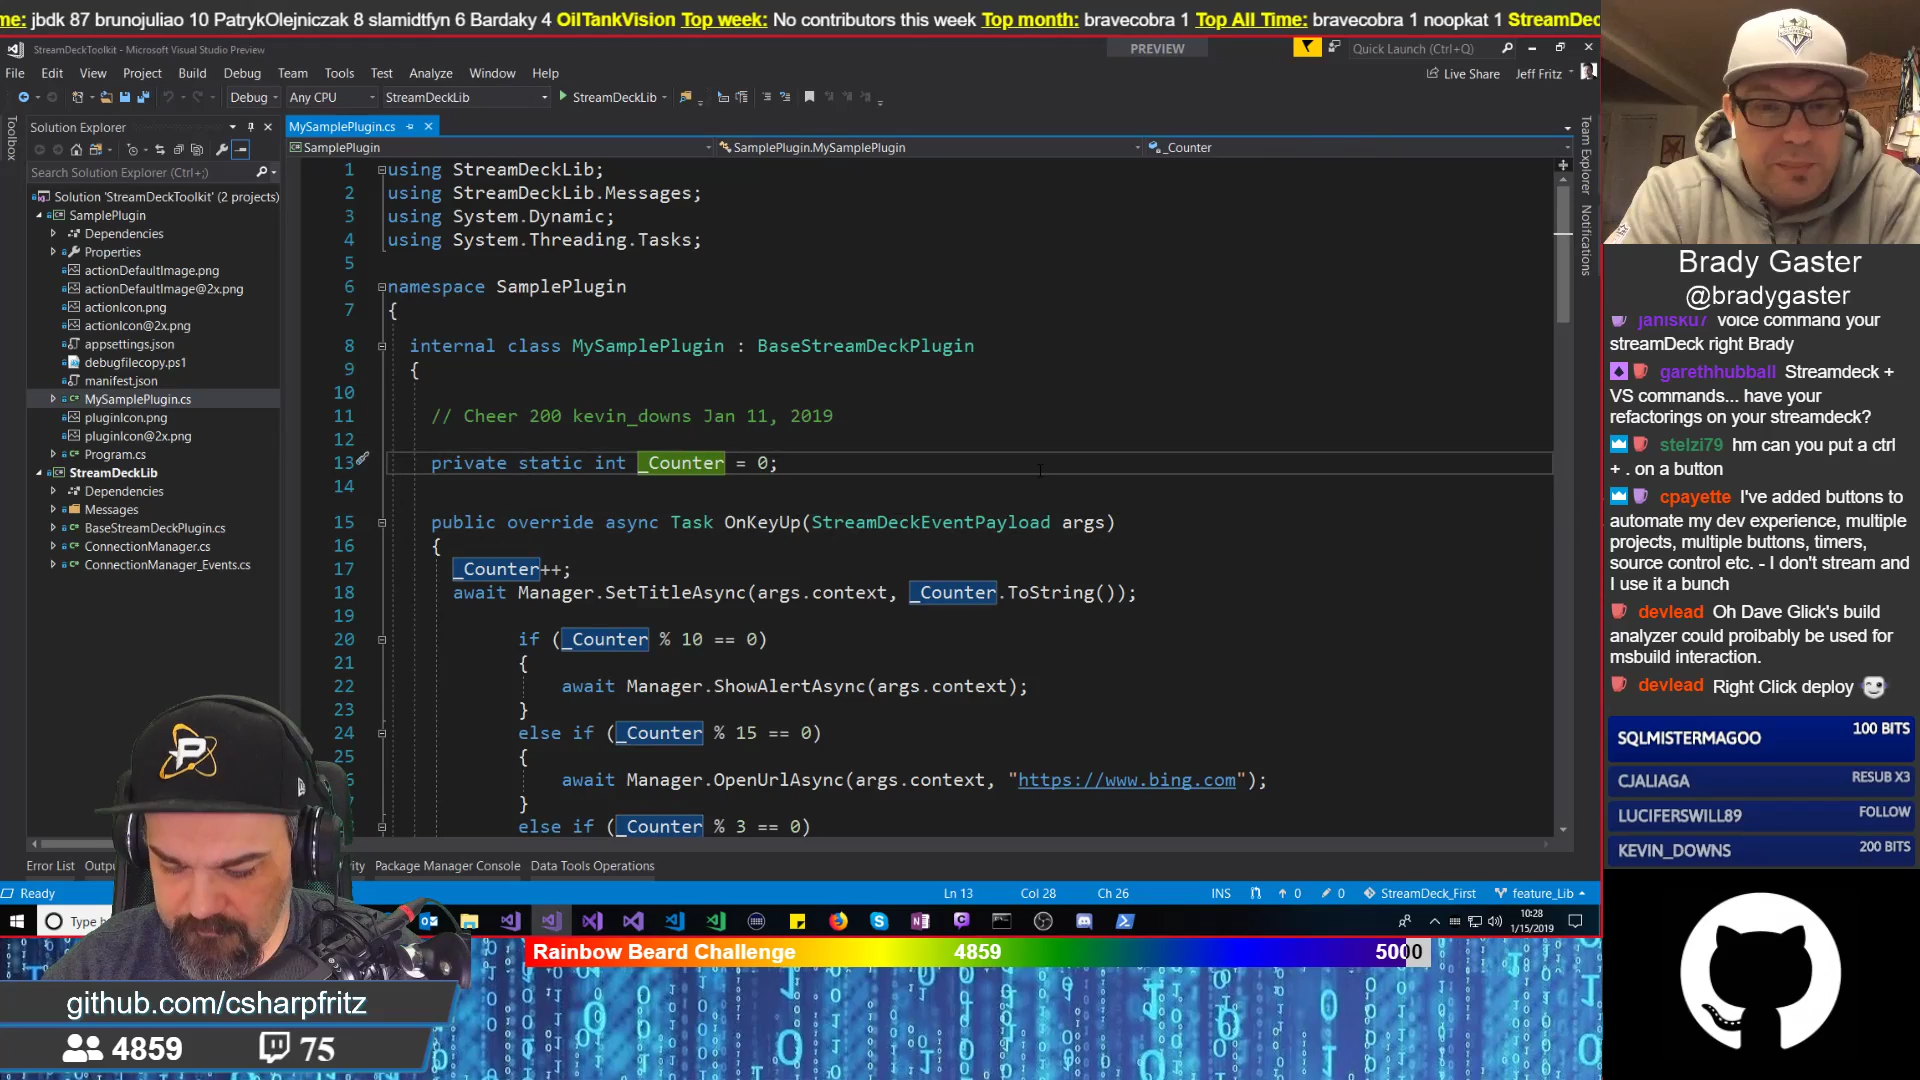 me: jbdk 87 brunojuliao 10 PatrykOlejniczak 8 slamidtfyn 6 Bardaky 4 OilTankVision Top week: No contributors this week Top month: bravecobra 1 Top All Time: bravecobra 1 noopkat 1 StreamDec
StreamDeckToolkit - Microsoft Visual Studio Preview
PREVIEW
Quick Launch (Ctrl+Q)
File Edit View Project Build Debug Team Tools Test Analyze Window Help
Live Share
Jeff Fritz
Debug Any CPU StreamDeckLib StreamDeckLib
Toolbox
Team Explorer
Notifications
Solution Explorer
Search Solution Explorer (Ctrl+;)
Solution 'StreamDeckToolkit' (2 projects)
SamplePlugin
Dependencies
Properties
actionDefaultImage.png
actionDefaultImage@2x.png
actionIcon.png
actionIcon@2x.png
appsettings.json
debugfilecopy.ps1
manifest.json
MySamplePlugin.cs
pluginIcon.png
pluginIcon@2x.png
Program.cs
StreamDeckLib
Dependencies
Messages
BaseStreamDeckPlugin.cs
ConnectionManager.cs
ConnectionManager_Events.cs
MySamplePlugin.cs
SamplePlugin
SamplePlugin.MySamplePlugin
_Counter
1 using StreamDeckLib;
2 using StreamDeckLib.Messages;
3 using System.Dynamic;
4 using System.Threading.Tasks;
5
6 namespace SamplePlugin
7 {
8 internal class MySamplePlugin : BaseStreamDeckPlugin
9 {
10
11 // Cheer 200 kevin_downs Jan 11, 2019
12
13 private static int _Counter = 0;
14
15 public override async Task OnKeyUp(StreamDeckEventPayload args)
16 {
17 _Counter++;
18 await Manager.SetTitleAsync(args.context, _Counter.ToString());
19
20 if (_Counter % 10 == 0)
21 {
22 await Manager.ShowAlertAsync(args.context);
23 }
24 else if (_Counter % 15 == 0)
25 {
await Manager.OpenUrlAsync(args.context, "https://www.bing.com");
}
else if (_Counter % 3 == 0)
Error List Outp
Package Manager Console Data Tools Operations
Ready
Ln 13 Col 28 Ch 26 INS 0 0 StreamDeck_First feature_Lib
Type h
10:28
1/15/2019
Brady Gaster
@bradygaster
janisku7 voice command your
streamDeck right Brady
garethhubball Streamdeck +
VS commands... have your
refactorings on your streamdeck?
stelzi79 hm can you put a ctrl
+ . on a button
cpayette I've added buttons to
automate my dev experience, multiple
projects, multiple buttons, timers,
source control etc. - I don't stream and
I use it a bunch
devlead Oh Dave Glick's build
analyzer could proibably be used for
msbuild interaction.
devlead Right Click deploy
SQLMISTERMAGOO 100 BITS
CJALIAGA RESUB X3
LUCIFERSWILL89 FOLLOW
KEVIN_DOWNS 200 BITS
Rainbow Beard Challenge 4859 5000
github.com/csharpfritz
4859 75